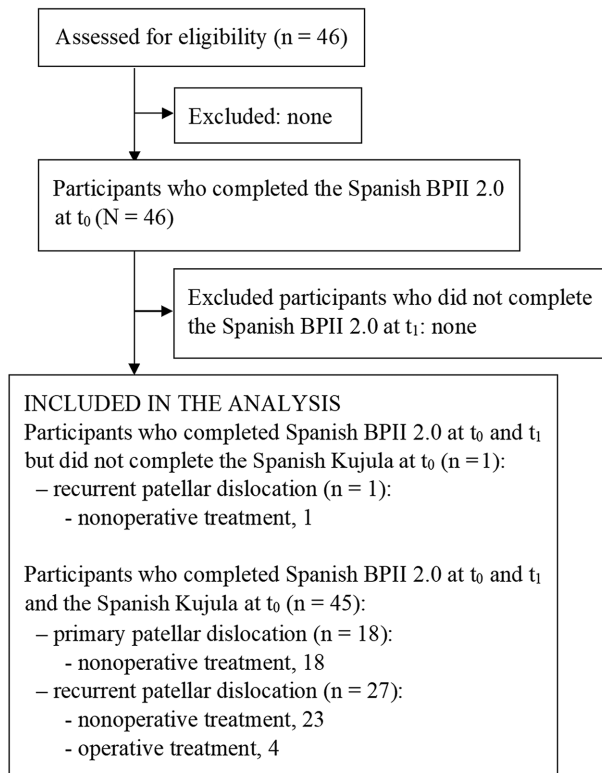 Assessed for eligibility (n = 46)
Excluded: none
Participants who completed the Spanish BPII 2.0
at t₀ (N = 46)
Excluded participants who did not complete
the Spanish BPII 2.0 at t₁: none
INCLUDED IN THE ANALYSIS
Participants who completed Spanish BPII 2.0 at t₀ and t₁
but did not complete the Spanish Kujula at t₀ (n =1):
– recurrent patellar dislocation (n = 1):
- nonoperative treatment, 1
Participants who completed Spanish BPII 2.0 at t₀ and t₁
and the Spanish Kujula at t₀ (n = 45):
– primary patellar dislocation (n = 18):
- nonoperative treatment, 18
– recurrent patellar dislocation (n = 27):
- nonoperative treatment, 23
- operative treatment, 4